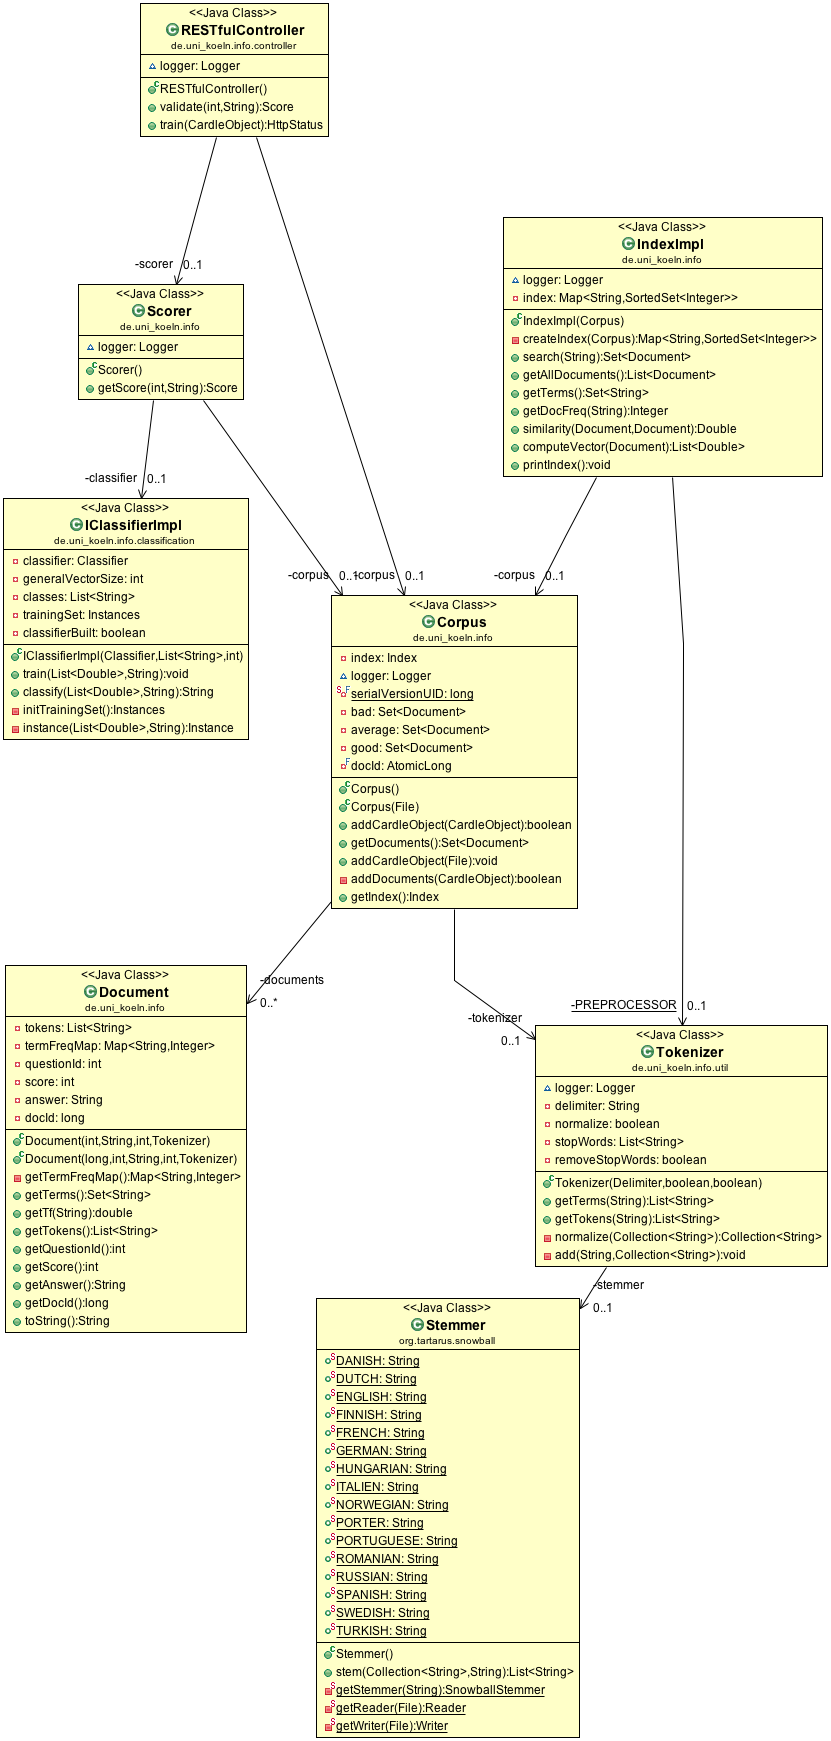 <<Java Class>>
RESTfulController
de.uni_koeln.info.controller
logger: Logger
RESTfulController()
validate(int,String):Score
train(CardleObject):HttpStatus
-scorer 0..1
<<Java Class>>
IndexImpl
de.uni_koeln.info
logger: Logger
index: Map<String,SortedSet<Integer>>
IndexImpl(Corpus)
createIndex(Corpus):Map<String,SortedSet<Integer>>
search(String):Set<Document>
getAllDocuments():List<Document>
getTerms():Set<String>
getDocFreq(String):Integer
similarity(Document,Document):Double
computeVector(Document):List<Double>
printIndex():void
<<Java Class>>
Scorer
de.uni_koeln.info
logger: Logger
Scorer()
getScore(int,String):Score
-classifier 0..1
<<Java Class>>
IClassifierImpl
de.uni_koeln.info.classification
classifier: Classifier
generalVectorSize: int
classes: List<String>
trainingSet: Instances
classifierBuilt: boolean
IClassifierImpl(Classifier,List<String>,int)
train(List<Double>,String):void
classify(List<Double>,String):String
initTrainingSet():Instances
instance(List<Double>,String):Instance
-corpus 0..1
-corpus 0..1
-corpus 0..1
<<Java Class>>
Corpus
de.uni_koeln.info
index: Index
logger: Logger
serialVersionUID: long
bad: Set<Document>
average: Set<Document>
good: Set<Document>
docId: AtomicLong
Corpus()
Corpus(File)
addCardleObject(CardleObject):boolean
getDocuments():Set<Document>
addCardleObject(File):void
addDocuments(CardleObject):boolean
getIndex():Index
-documents
0..*
<<Java Class>>
Document
de.uni_koeln.info
tokens: List<String>
termFreqMap: Map<String,Integer>
questionId: int
score: int
answer: String
docId: long
Document(int,String,int,Tokenizer)
Document(long,int,String,int,Tokenizer)
getTermFreqMap():Map<String,Integer>
getTerms():Set<String>
getTf(String):double
getTokens():List<String>
getQuestionId():int
getScore():int
getAnswer():String
getDocId():long
toString():String
-tokenizer
0..1
-PREPROCESSOR 0..1
<<Java Class>>
Tokenizer
de.uni_koeln.info.util
logger: Logger
delimiter: String
normalize: boolean
stopWords: List<String>
removeStopWords: boolean
Tokenizer(Delimiter,boolean,boolean)
getTerms(String):List<String>
getTokens(String):List<String>
normalize(Collection<String>):Collection<String>
add(String,Collection<String>):void
-stemmer
0..1
<<Java Class>>
Stemmer
org.tartarus.snowball
DANISH: String
DUTCH: String
ENGLISH: String
FINNISH: String
FRENCH: String
GERMAN: String
HUNGARIAN: String
ITALIEN: String
NORWEGIAN: String
PORTER: String
PORTUGUESE: String
ROMANIAN: String
RUSSIAN: String
SPANISH: String
SWEDISH: String
TURKISH: String
Stemmer()
stem(Collection<String>,String):List<String>
getStemmer(String):SnowballStemmer
getReader(File):Reader
getWriter(File):Writer